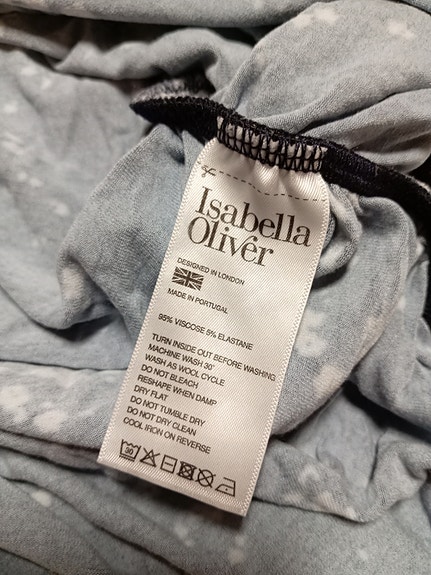 Isabella
Oliver
DESIGNED IN LONDON
MADE IN PORTUGAL
95% VISCOSE 5% ELASTANE
TURN INSIDE OUT BEFORE WASHING
MACHINE WASH 30°
WASH AS WOOL CYCLE
DO NOT BLEACH
RESHAPE WHEN DAMP
DRY FLAT
DO NOT TUMBLE DRY
DO NOT DRY CLEAN
COOL IRON ON REVERSE
30